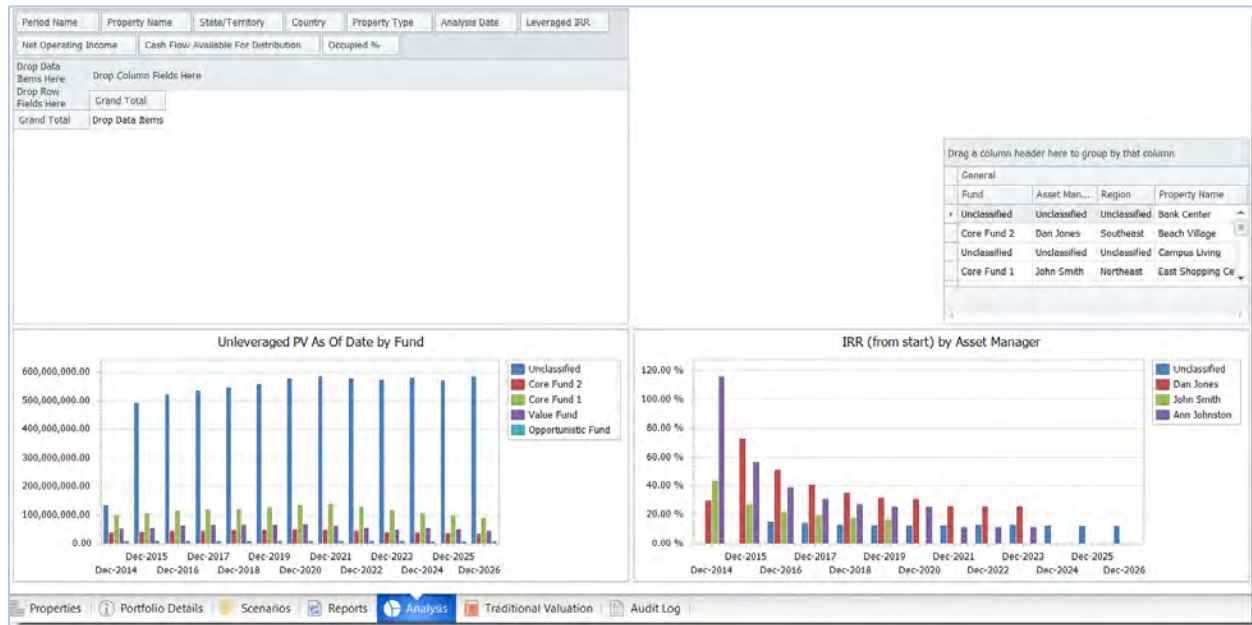 Period Name Property Name State/Territory Country Property Type Analysis Date Leveraged IRR
Net Operating Income Cash Flow Available For Distribution Occupied %
Drop Data
Items Here
Drop Column Fields Here
Drop Row
Fields Here
Grand Total
Grand Total Drop Data Items
Drag a column header here to group by that column
General
Fund Asset Man... Region Property Name
Unclassified Unclassified Unclassified Bank Center
Core Fund 2 Dan Jones Southeast Beach Village
Unclassified Unclassified Unclassified Campus Living
Core Fund 1 John Smith Northeast East Shopping Ce
Unleveraged PV As Of Date by Fund
600,000,000.00
500,000,000.00
400,000,000.00
300,000,000.00
200,000,000.00
100,000,000.00
0.00
Dec-2015 Dec-2017 Dec-2019 Dec-2021 Dec-2023 Dec-2025
Dec-2014 Dec-2016 Dec-2018 Dec-2020 Dec-2022 Dec-2024 Dec-2026
Unclassified
Core Fund 2
Core Fund 1
Value Fund
Opportunistic Fund
IRR (from start) by Asset Manager
120.00 %
100.00 %
80.00 %
60.00 %
40.00 %
20.00 %
0.00 %
Dec-2015 Dec-2017 Dec-2019 Dec-2021 Dec-2023 Dec-2025
Dec-2014 Dec-2016 Dec-2018 Dec-2020 Dec-2022 Dec-2024 Dec-2026
Unclassified
Dan Jones
John Smith
Ann Johnston
Properties Portfolio Details Scenarios Reports Analysis Traditional Valuation Audit Log